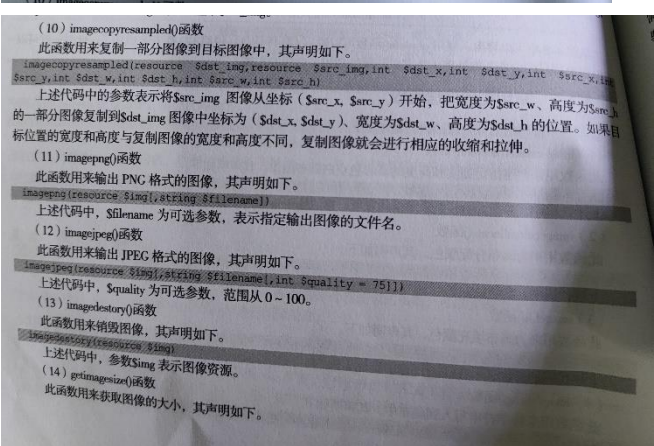 (10) imagecopyresampled()函数
此函数用来复制一部分图像到目标图像中，其声明如下。
imagecopyresampled(resource $dst_img,resource $src_img,int $dst_x,int $dst_y,int $src_x,int
$src_y,int $dst_w,int $dst_h,int $src_w,int $src_h)
上述代码中的参数表示将$src_img 图像从坐标（$src_x, $src_y）开始，把宽度为$src_w、高度为$src_h
的一部分图像复制到$dst_img 图像中坐标为（$dst_x, $dst_y）、宽度为$dst_w、高度为$dst_h 的位置。如果目
标位置的宽度和高度与复制图像的宽度和高度不同，复制图像就会进行相应的收缩和拉伸。
(11) imagepng()函数
此函数用来输出 PNG 格式的图像，其声明如下。
imagepng(resource $img[,string $filename])
上述代码中，$filename 为可选参数，表示指定输出图像的文件名。
(12) imagejpeg()函数
此函数用来输出 JPEG 格式的图像，其声明如下。
imagejpeg(resource $img[,string $filename[,int $quality = 75]])
上述代码中，$quality 为可选参数，范围从 0～100。
(13) imagedestory()函数
此函数用来销毁图像，其声明如下。
imagedestory(resource $img)
上述代码中，参数$img 表示图像资源。
(14) getimagesize()函数
此函数用来获取图像的大小，其声明如下。